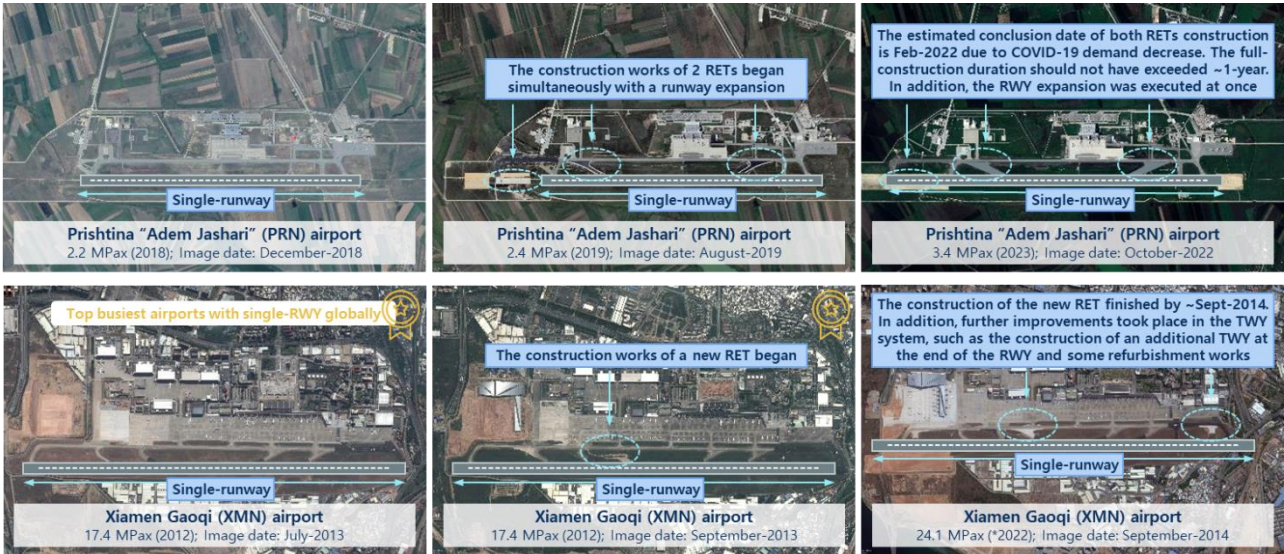 Single-runway
Prishtina “Adem Jashari” (PRN) airport
2.2 MPax (2018); Image date: December-2018
The construction works of 2 RETs began
simultaneously with a runway expansion
Single-runway
Prishtina “Adem Jashari” (PRN) airport
2.4 MPax (2019); Image date: August-2019
The estimated conclusion date of both RETs construction
is Feb-2022 due to COVID-19 demand decrease. The full-
construction duration should not have exceeded ~1-year.
In addition, the RWY expansion was executed at once
Single-runway
Prishtina “Adem Jashari” (PRN) airport
3.4 MPax (2023); Image date: October-2022
Top busiest airports with single-RWY globally
Single-runway
Xiamen Gaoqi (XMN) airport
17.4 MPax (2012); Image date: July-2013
The construction works of a new RET began
Single-runway
Xiamen Gaoqi (XMN) airport
17.4 MPax (2012); Image date: September-2013
The construction of the new RET finished by ~Sept-2014.
In addition, further improvements took place in the TWY
system, such as the construction of an additional TWY at
the end of the RWY and some refurbishment works
Single-runway
Xiamen Gaoqi (XMN) airport
24.1 MPax (*2022); Image date: September-2014